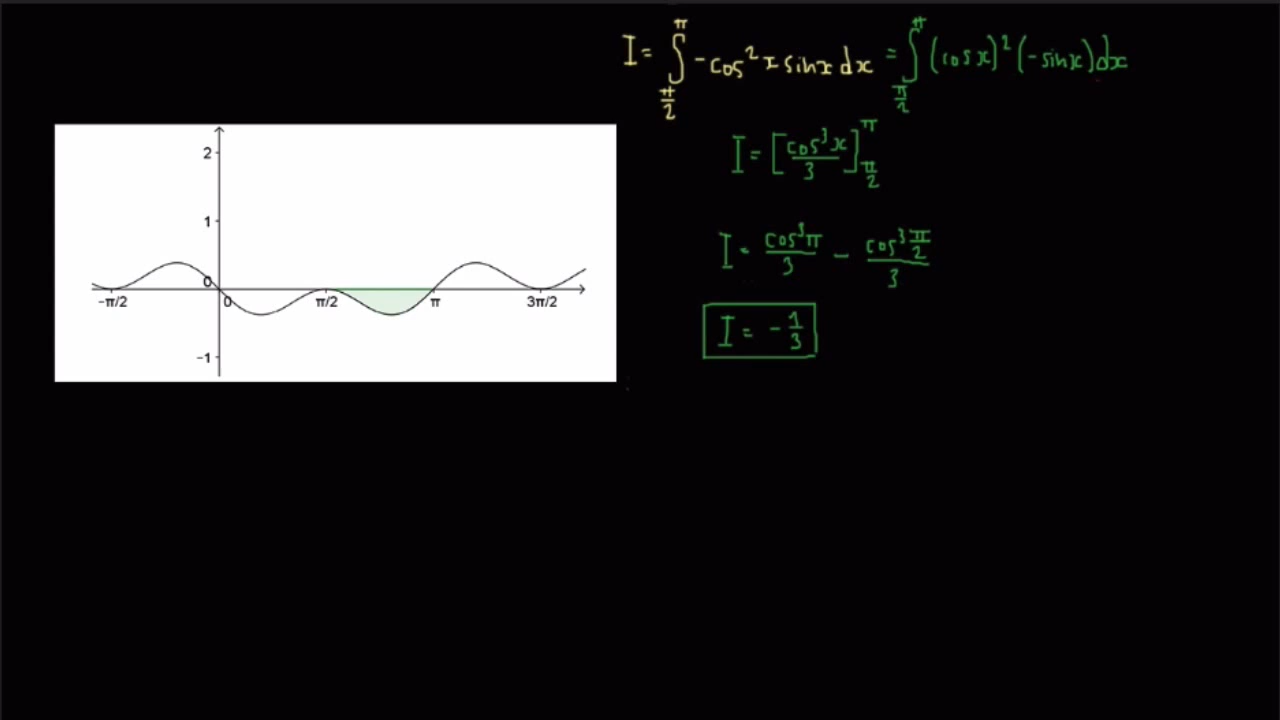 I = ∫_{π/2}^{π} -cos²x sinx dx = ∫_{π/2}^{π} (cosx)² (-sinx)dx
I = [cos³x/3]_{π/2}^{π}
I = cos³π/3 - cos³ π/2/3
I = -1/3
2
1
0
-π/2 0 π/2 π 3π/2
-1